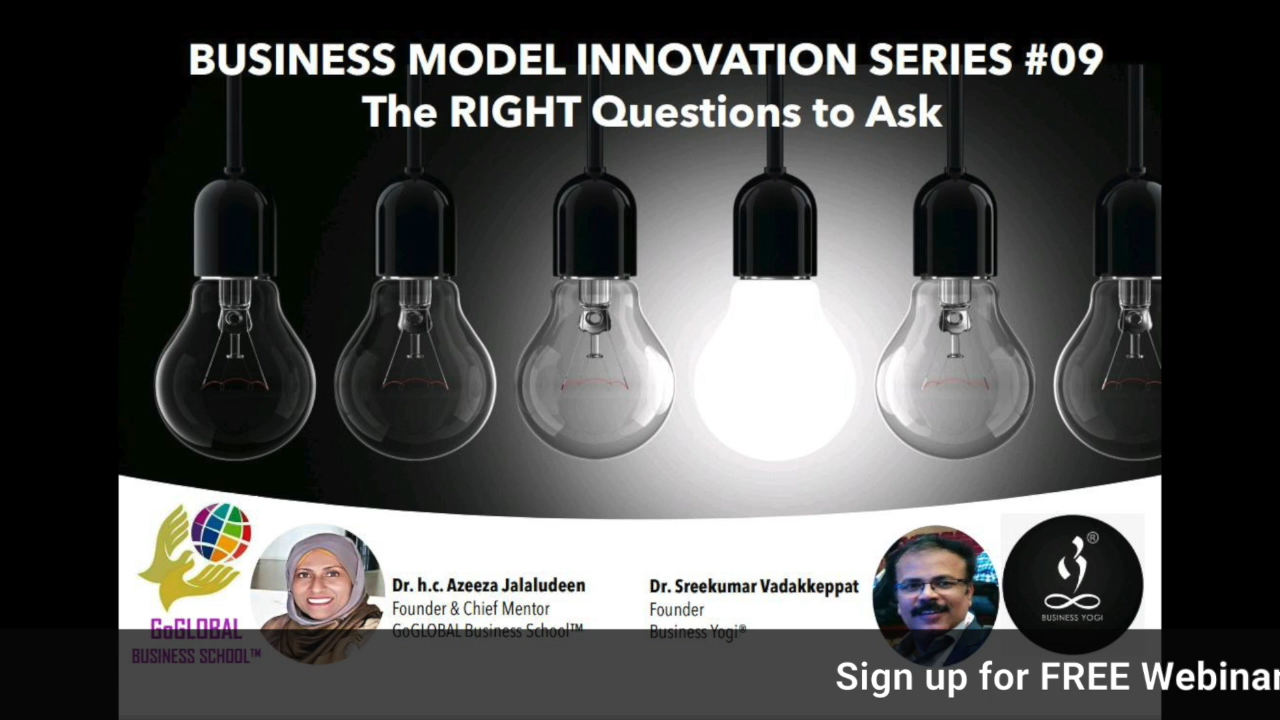 BUSINESS MODEL INNOVATION SERIES #09
The RIGHT Questions to Ask
GoGLOBAL
BUSINESS SCHOOL™
Dr. h.c. Azeeza Jalaludeen
Founder & Chief Mentor
GoGLOBAL Business School™
Dr. Sreekumar Vadakkeppat
Founder
Business Yogi®
®
BUSINESS YOGI
Sign up for FREE Webinar